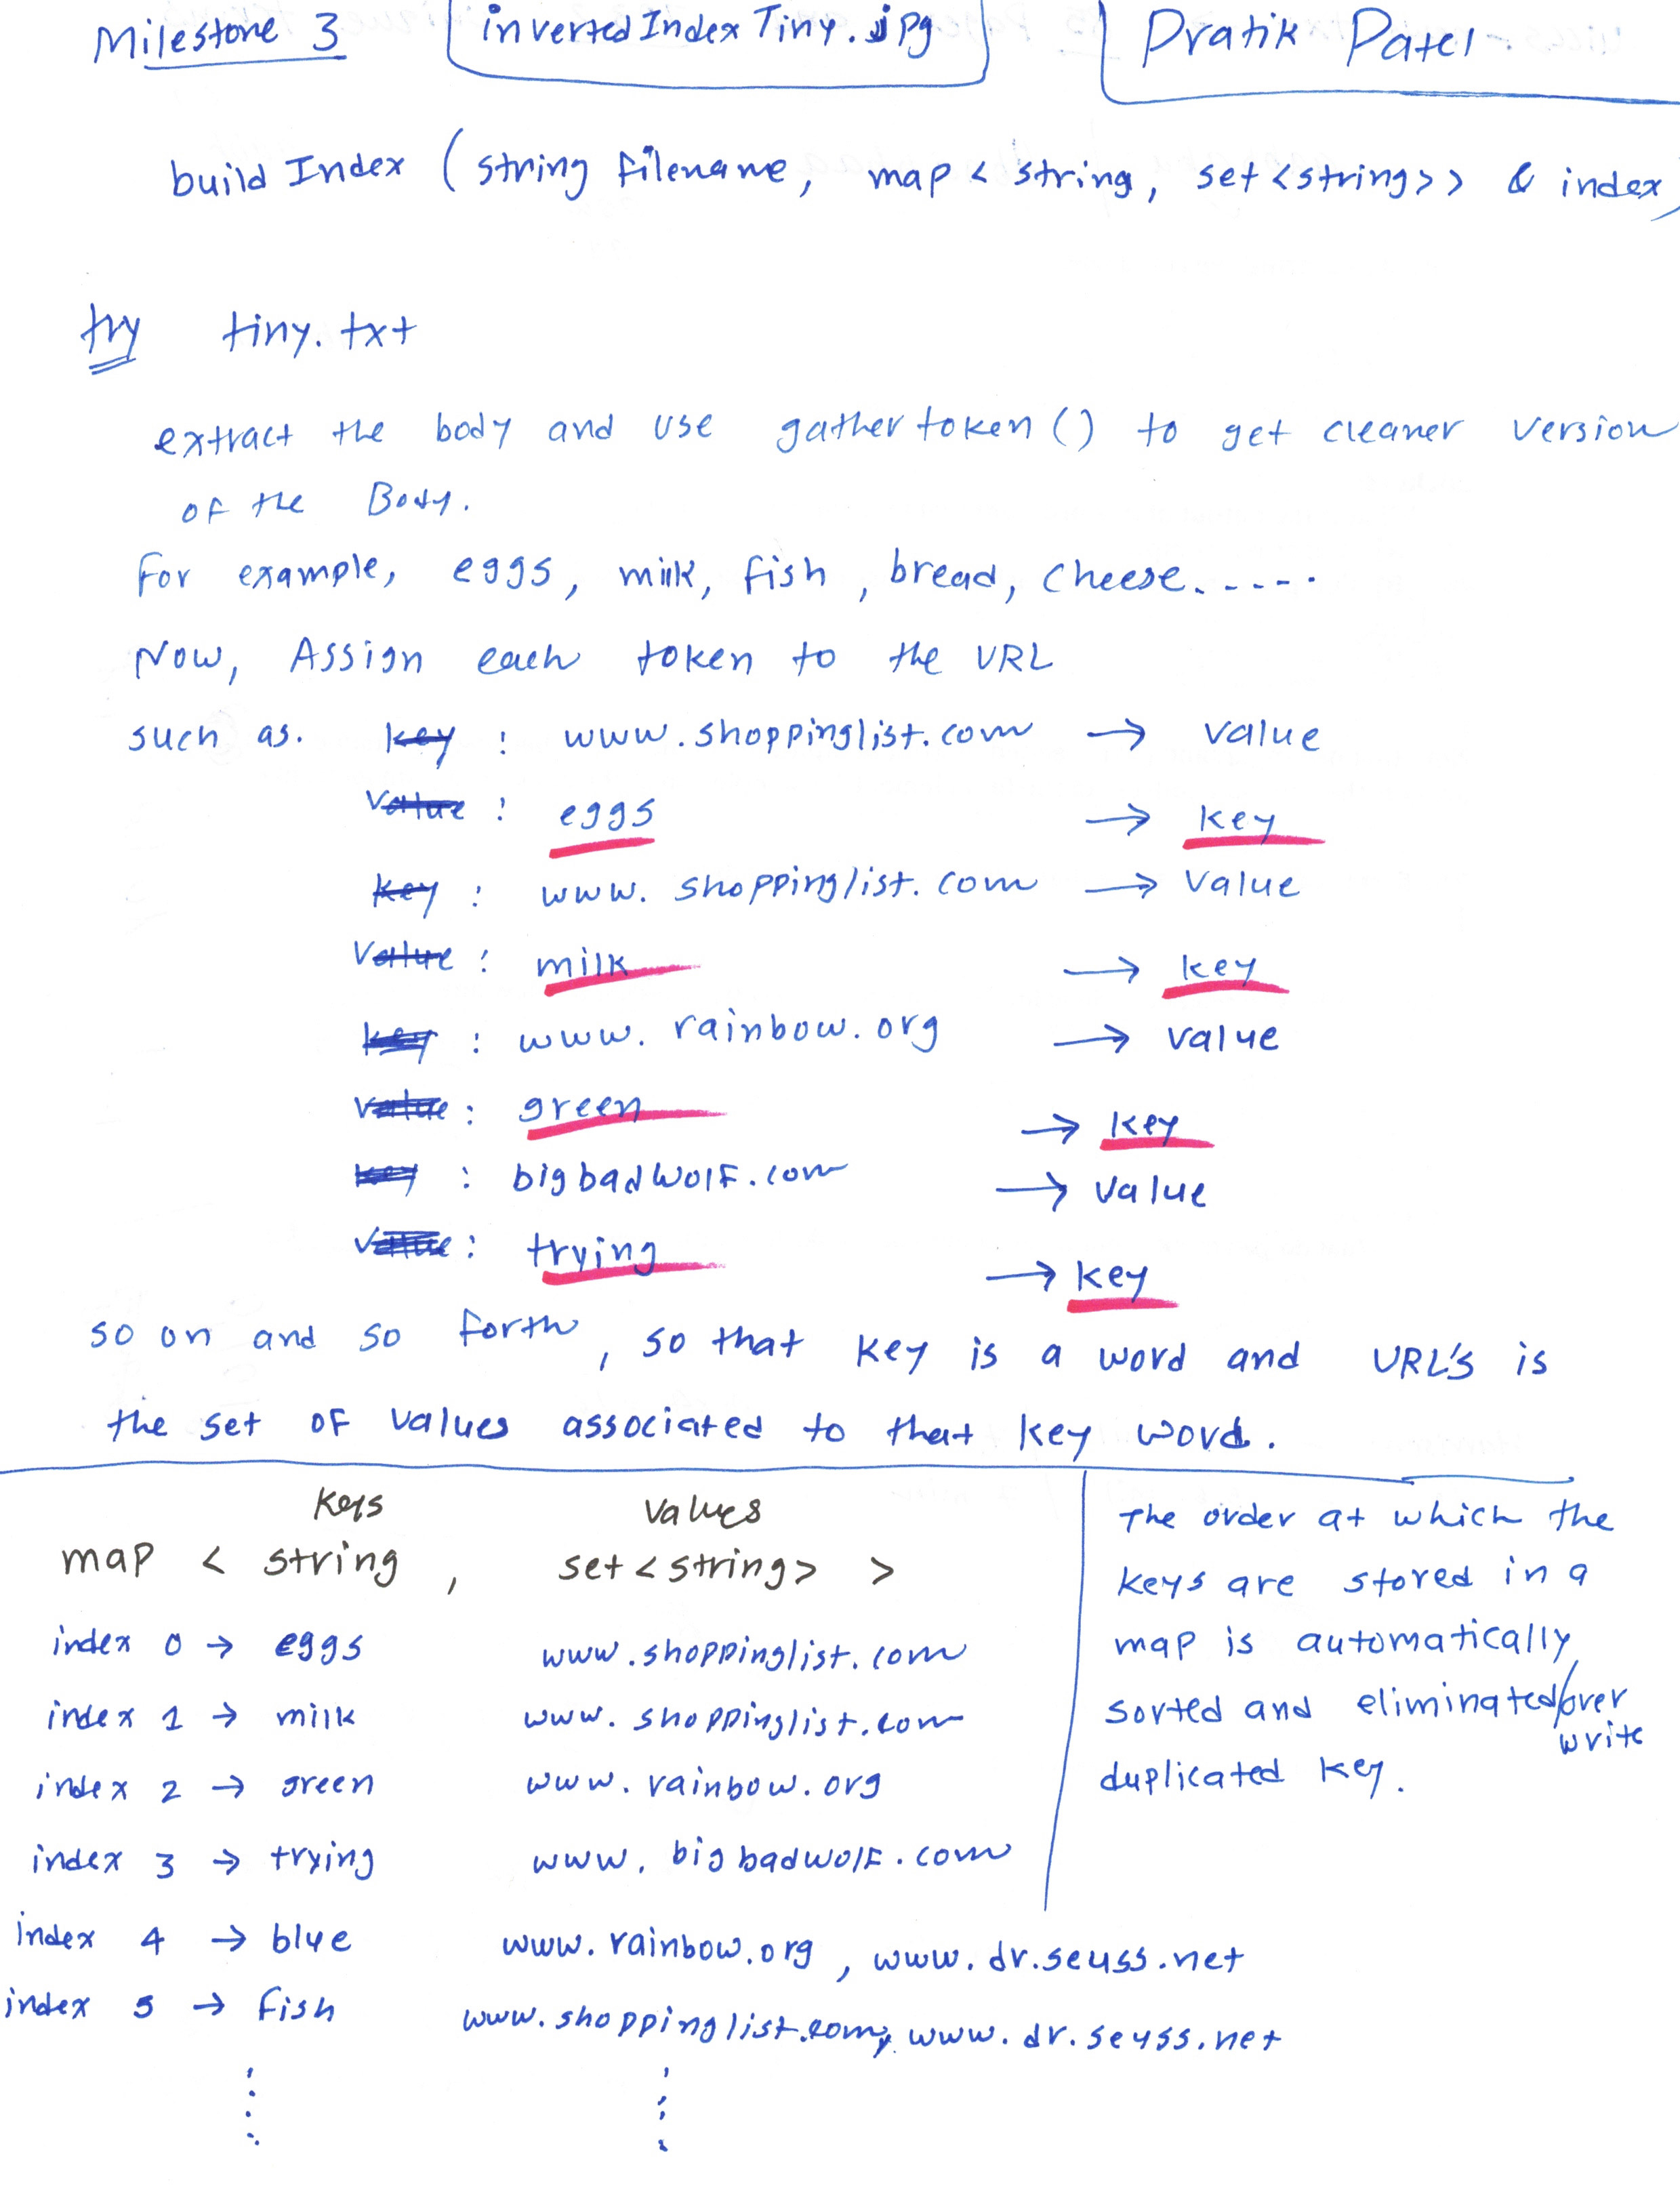 Milestone 3
invertedIndexTiny.jpg
Pratik Patel
buildIndex (string filename, map < string, set<string>> & index)
try tiny.txt
extract the body and use gathertoken() to get cleaner version
of the Body.
For example, eggs, milk, fish, bread, cheese.....
Now, Assign each token to the URL
such as. key : www.shoppinglist.com → value
Value : eggs → key
key : www.shoppinglist.com → value
Value : milk → key
key : www.rainbow.org → value
value : green → key
key : bigbadwolf.com → value
value : trying → key
so on and so forth, so that key is a word and URL's is
the set of values associated to that key word.
keys values
map < string , set<string> >
index 0 → eggs www.shoppinglist.com
index 1 → milk www.shoppinglist.com
index 2 → green www.rainbow.org
index 3 → trying www.bigbadwolf.com
index 4 → blue www.rainbow.org, www.dr.seuss.net
index 5 → fish www.shoppinglist.com, www.dr.seuss.net
The order at which the
keys are stored in a
map is automatically
sorted and eliminated/over
write
duplicated key.